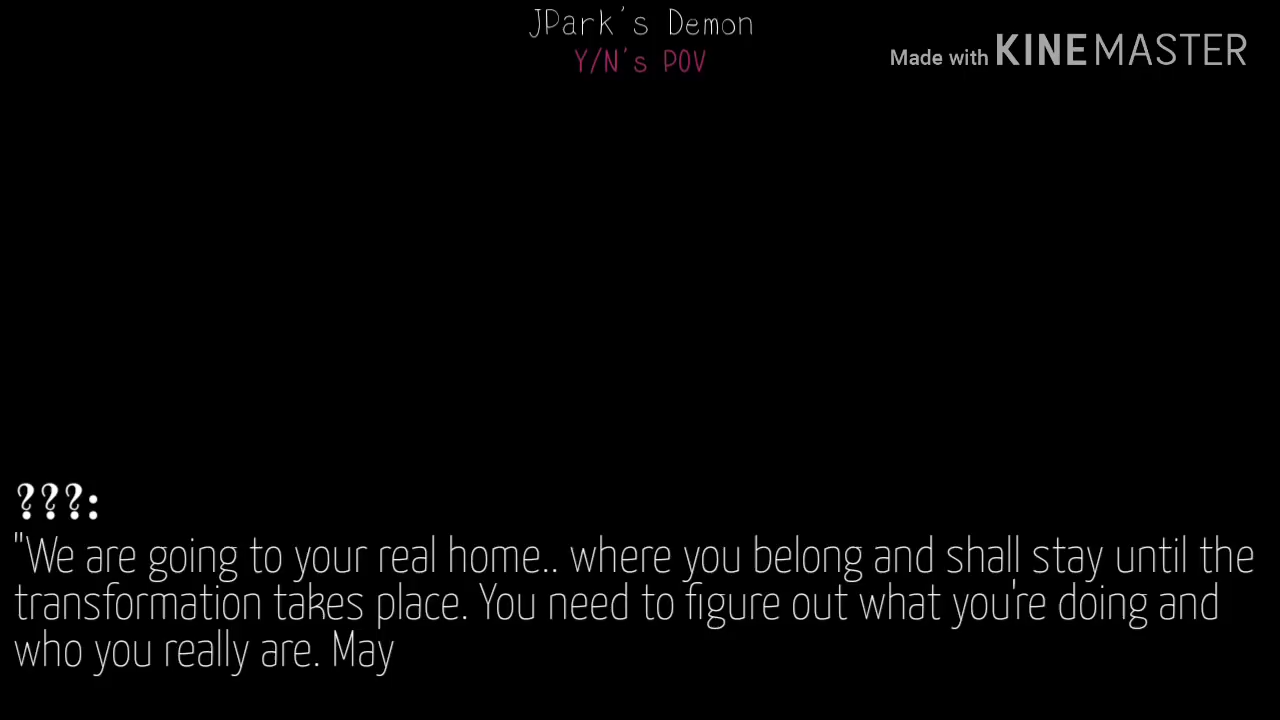 JPark's Demon
Y/N's POV
Made with KINEMASTER
???:
"We are going to your real home.. where you belong and shall stay until the
transformation takes place. You need to figure out what you're doing and
who you really are. May